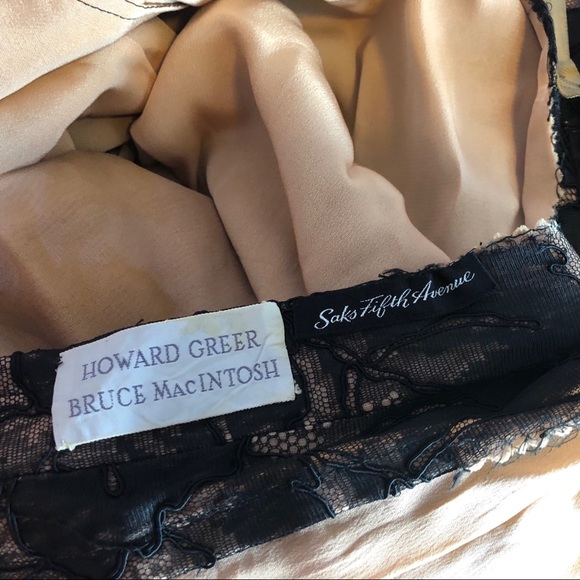 HOWARD GREER
BRUCE MACINTOSH
Saks Fifth Avenue